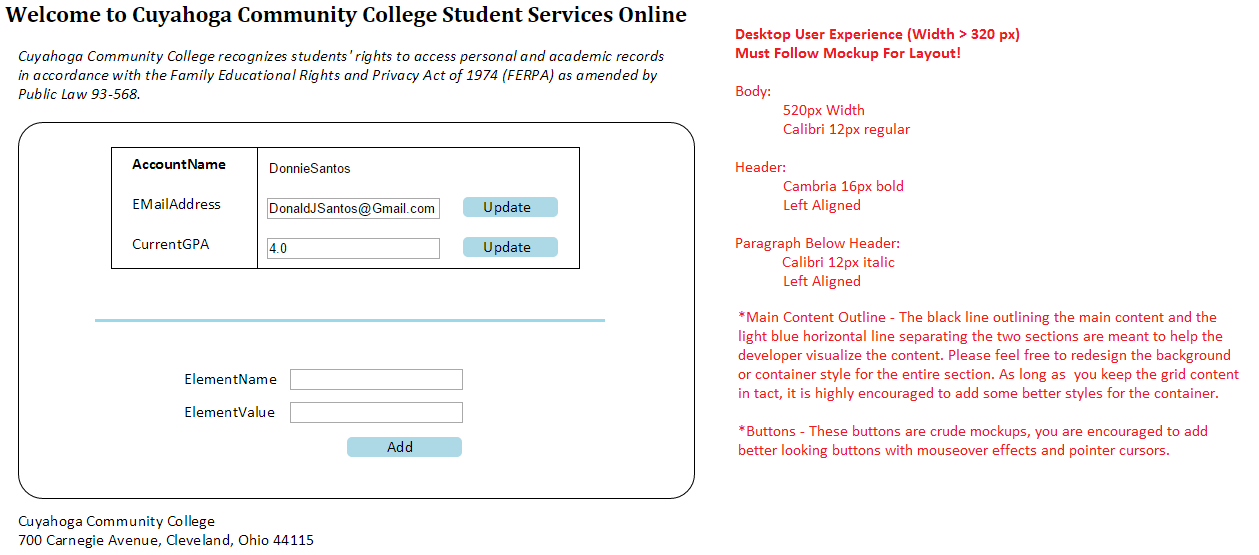 Welcome to Cuyahoga Community College Student Services Online
Cuyahoga Community College recognizes students' rights to access personal and academic records
in accordance with the Family Educational Rights and Privacy Act of 1974 (FERPA) as amended by
Public Law 93-568.
AccountName DonnieSantos
EMailAddress DonaldJSantos@Gmail.com Update
CurrentGPA 4.0 Update
ElementName
ElementValue
Add
Cuyahoga Community College
700 Carnegie Avenue, Cleveland, Ohio 44115
Desktop User Experience (Width > 320 px)
Must Follow Mockup For Layout!
Body:
520px Width
Calibri 12px regular
Header:
Cambria 16px bold
Left Aligned
Paragraph Below Header:
Calibri 12px italic
Left Aligned
*Main Content Outline - The black line outlining the main content and the
light blue horizontal line separating the two sections are meant to help the
developer visualize the content. Please feel free to redesign the background
or container style for the entire section. As long as you keep the grid content
in tact, it is highly encouraged to add some better styles for the container.
*Buttons - These buttons are crude mockups, you are encouraged to add
better looking buttons with mouseover effects and pointer cursors.